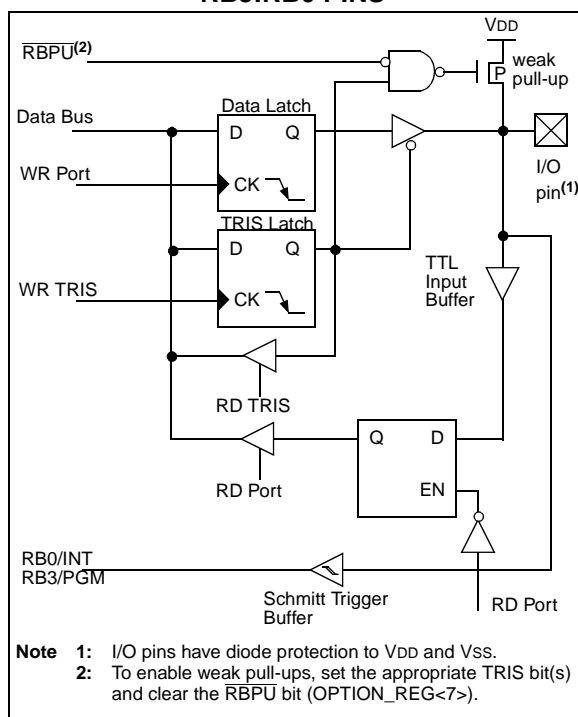 RB3:RB0 PINS
VDD
RBPU(2)
weak
pull-up
P
Data Latch
Data Bus
D Q
I/O
pin(1)
WR Port
CK
TRIS Latch
D Q
TTL
Input
Buffer
WR TRIS
CK
RD TRIS
Q D
RD Port
EN
RB0/INT
RB3/PGM
Schmitt Trigger
Buffer
RD Port
Note 1: I/O pins have diode protection to VDD and VSS.
2: To enable weak pull-ups, set the appropriate TRIS bit(s)
and clear the RBPU bit (OPTION_REG<7>).